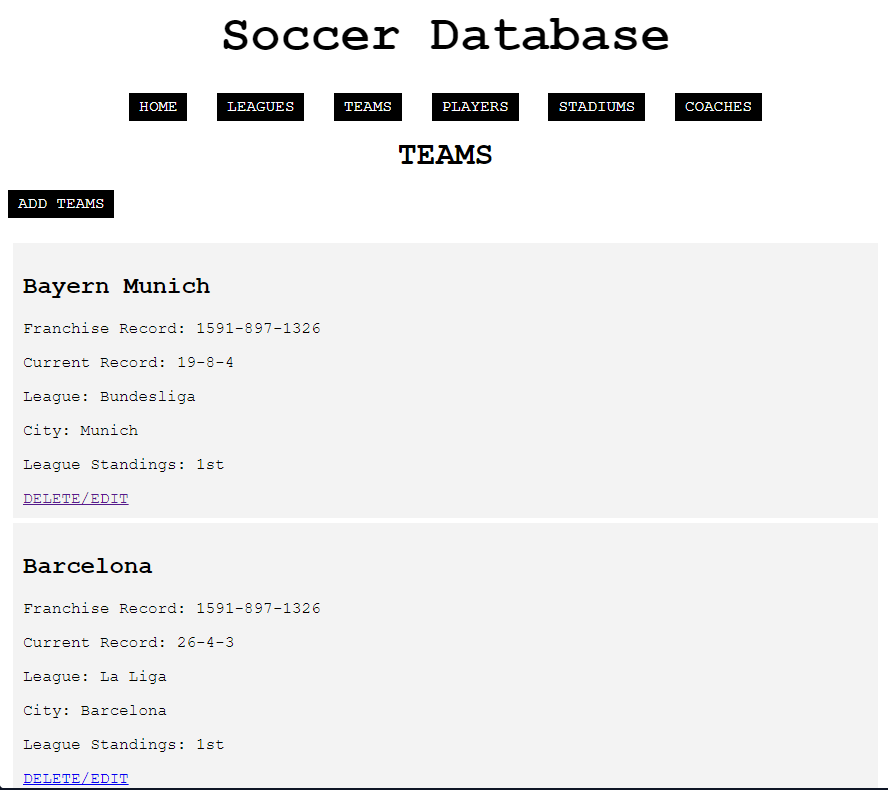 Soccer Database
HOME LEAGUES TEAMS PLAYERS STADIUMS COACHES
TEAMS
ADD TEAMS
Bayern Munich
Franchise Record: 1591-897-1326
Current Record: 19-8-4
League: Bundesliga
City: Munich
League Standings: 1st
DELETE/EDIT
Barcelona
Franchise Record: 1591-897-1326
Current Record: 26-4-3
League: La Liga
City: Barcelona
League Standings: 1st
DELETE/EDIT